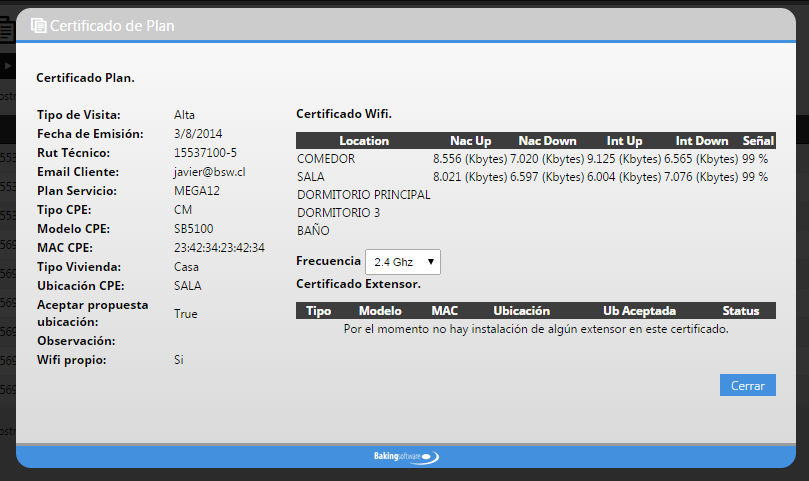 Certificado de Plan
Certificado Plan.
Tipo de Visita: Alta
Fecha de Emisión: 3/8/2014
Rut Técnico: 15537100-5
Email Cliente: javier@bsw.cl
Plan Servicio: MEGA12
Tipo CPE: CM
Modelo CPE: SB5100
MAC CPE: 23:42:34:23:42:34
Tipo Vivienda: Casa
Ubicación CPE: SALA
Aceptar propuesta
ubicación: True
Observación:
Wifi propio: Si
Certificado Wifi.
Location Nac Up Nac Down Int Up Int Down Señal
COMEDOR 8.556 (Kbytes) 7.020 (Kbytes) 9.125 (Kbytes) 6.565 (Kbytes) 99 %
SALA 8.021 (Kbytes) 6.597 (Kbytes) 6.004 (Kbytes) 7.076 (Kbytes) 99 %
DORMITORIO PRINCIPAL
DORMITORIO 3
BAÑO
Frecuencia 2.4 Ghz
Certificado Extensor.
Tipo Modelo MAC Ubicación Ub Aceptada Status
Por el momento no hay instalación de algún extensor en este certificado.
Cerrar
Bakingsoftware